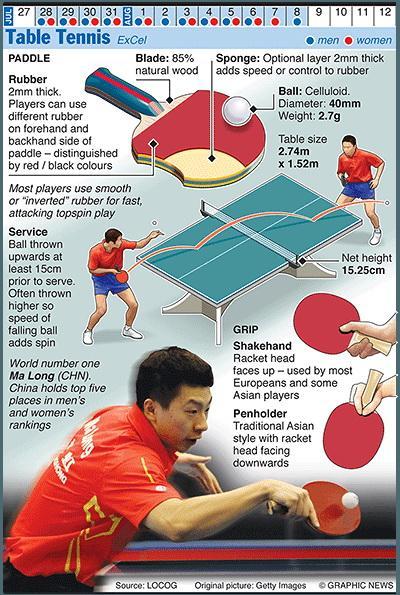 JUL 27 28 29 30 31 AUG 1 2 3 4 5 6 7 8 9 10 11 12
Table Tennis ExCel
men women
PADDLE
Rubber
2mm thick.
Players can use
different rubber
on forehand and
backhand side of
paddle – distinguished
by red / black colours
Blade: 85%
natural wood
Sponge: Optional layer 2mm thick
adds speed or control to rubber
Ball: Celluloid.
Diameter: 40mm
Weight: 2.7g
Table size
2.74m
x 1.52m
Most players use smooth
or “inverted” rubber for fast,
attacking topspin play
Service
Ball thrown
upwards at
least 15cm
prior to serve.
Often thrown
higher so
speed of
falling ball
adds spin
Net height
15.25cm
World number one
Ma Long (CHN).
China holds top five
places in men’s
and women’s
rankings
GRIP
Shakehand
Racket head
faces up – used by most
Europeans and some
Asian players
Penholder
Traditional Asian
style with racket
head facing
downwards
Source: LOCOG Original picture: Getty Images © GRAPHIC NEWS